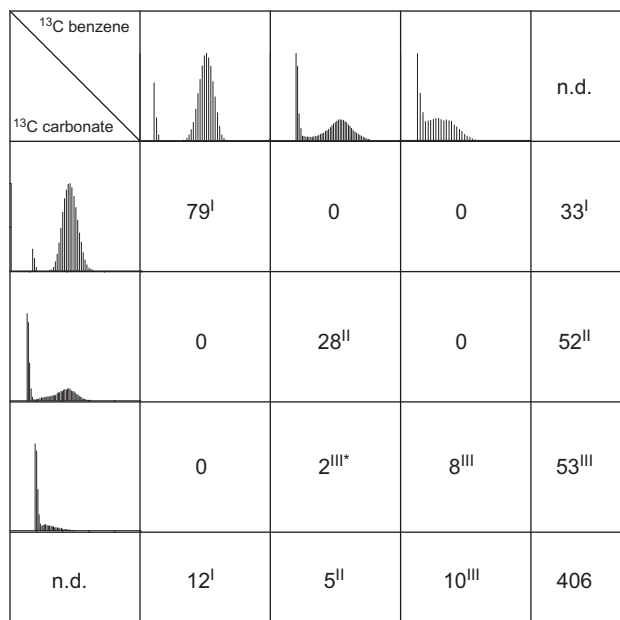 ¹³C benzene
n.d.
¹³C carbonate
79ᴵ 0 0 33ᴵ
0 28ᴵᴵ 0 52ᴵᴵ
0 2ᴵᴵᴵ* 8ᴵᴵᴵ 53ᴵᴵᴵ
n.d. 12ᴵ 5ᴵᴵ 10ᴵᴵᴵ 406